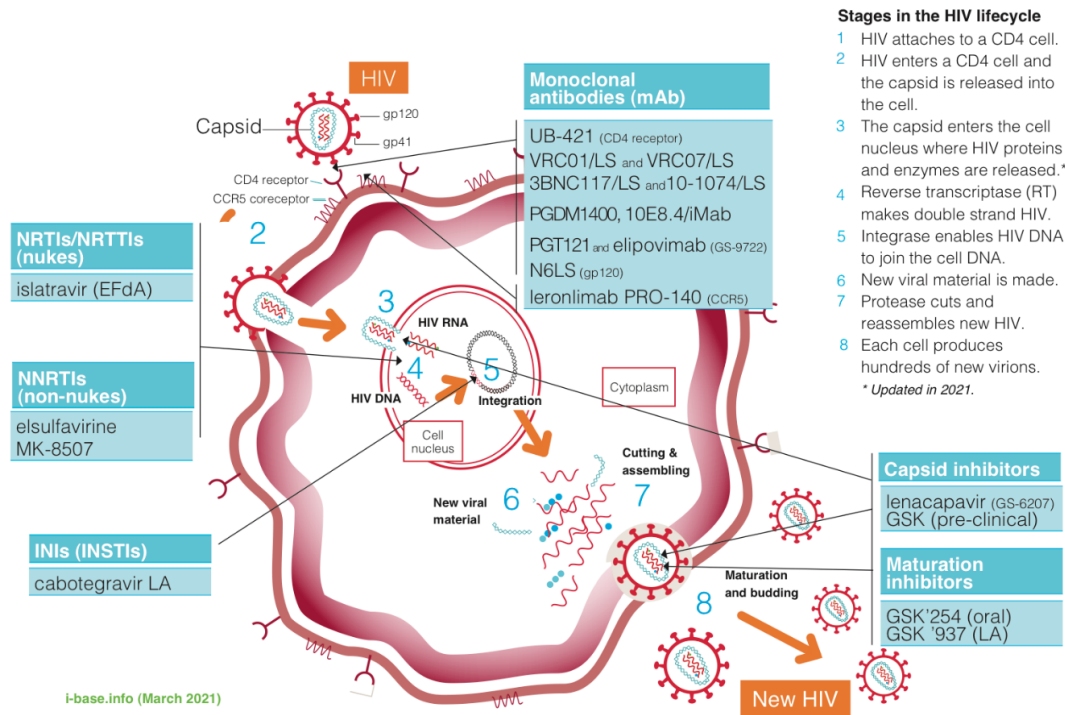 Stages in the HIV lifecycle
1 HIV attaches to a CD4 cell.
2 HIV enters a CD4 cell and
the capsid is released into
the cell.
3 The capsid enters the cell
nucleus where HIV proteins
and enzymes are released.*
4 Reverse transcriptase (RT)
makes double strand HIV.
5 Integrase enables HIV DNA
to join the cell DNA.
6 New viral material is made.
7 Protease cuts and
reassembles new HIV.
8 Each cell produces
hundreds of new virions.
* Updated in 2021.
HIV
Capsid
gp120
gp41
CD4 receptor
CCR5 coreceptor
Monoclonal
antibodies (mAb)
UB-421 (CD4 receptor)
VRC01/LS and VRC07/LS
3BNC117/LS and10-1074/LS
PGDM1400, 10E8.4/iMab
PGT121 and elipovimab (GS-9722)
N6LS (gp120)
leronlimab PRO-140 (CCR5)
2
NRTIs/NRTTIs
(nukes)
islatravir (EFdA)
NNRTIs
(non-nukes)
elsulfavirine
MK-8507
INIs (INSTIs)
cabotegravir LA
3
HIV RNA
4
HIV DNA
5
Integration
Cell
nucleus
Cytoplasm
Cutting &
assembling
6
7
New viral
material
Maturation
and budding
8
Capsid inhibitors
lenacapavir (GS-6207)
GSK (pre-clinical)
Maturation
inhibitors
GSK'254 (oral)
GSK '937 (LA)
New HIV
i-base.info (March 2021)